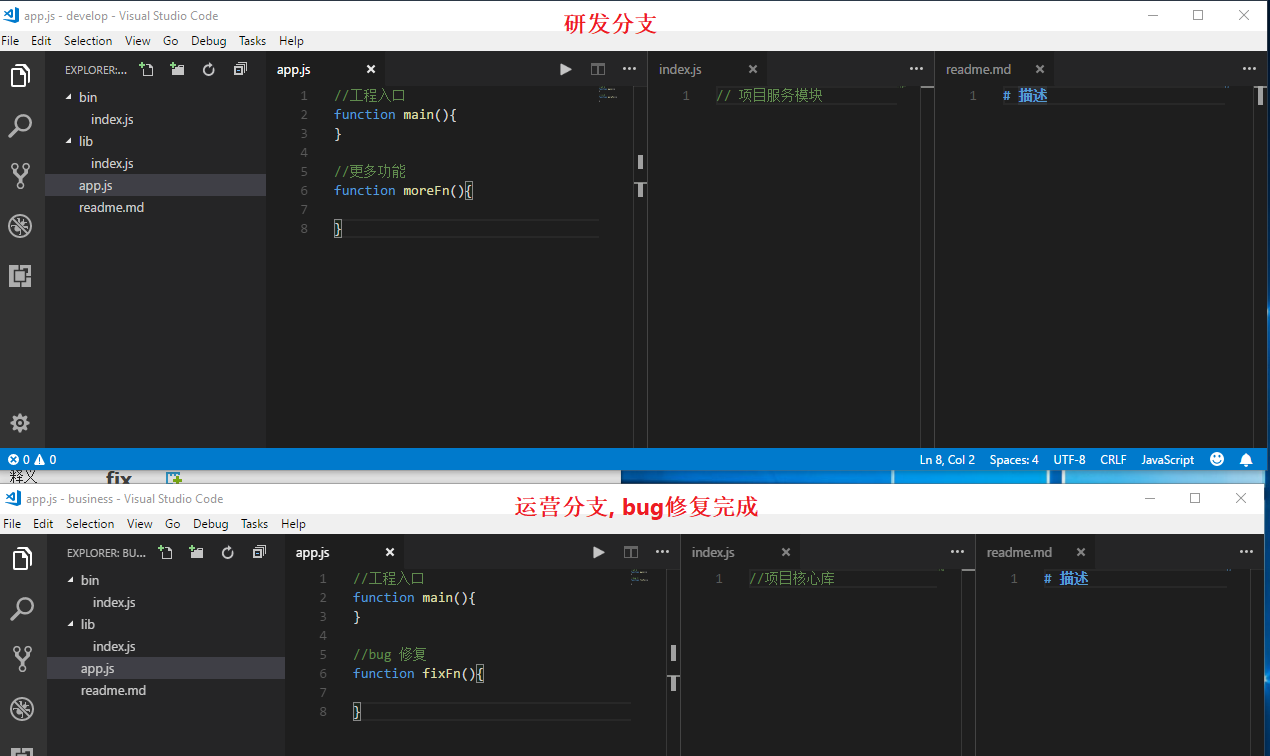 app.js - develop - Visual Studio Code
研发分支
File Edit Selection View Go Debug Tasks Help
EXPLORER:...
bin
index.js
lib
index.js
app.js
readme.md
app.js
1 //工程入口
2 function main(){
3 }
4
5 //更多功能
6 function moreFn(){
7
8 }
index.js
1 // 项目服务模块
readme.md
1 # 描述
0 0
Ln 8, Col 2 Spaces: 4 UTF-8 CRLF JavaScript
释义 fix
app.js - business - Visual Studio Code
运营分支, bug修复完成
File Edit Selection View Go Debug Tasks Help
EXPLORER: BU...
bin
index.js
lib
index.js
app.js
readme.md
app.js
1 //工程入口
2 function main(){
3 }
4
5 //bug 修复
6 function fixFn(){
7
8 }
index.js
1 //项目核心库
readme.md
1 # 描述